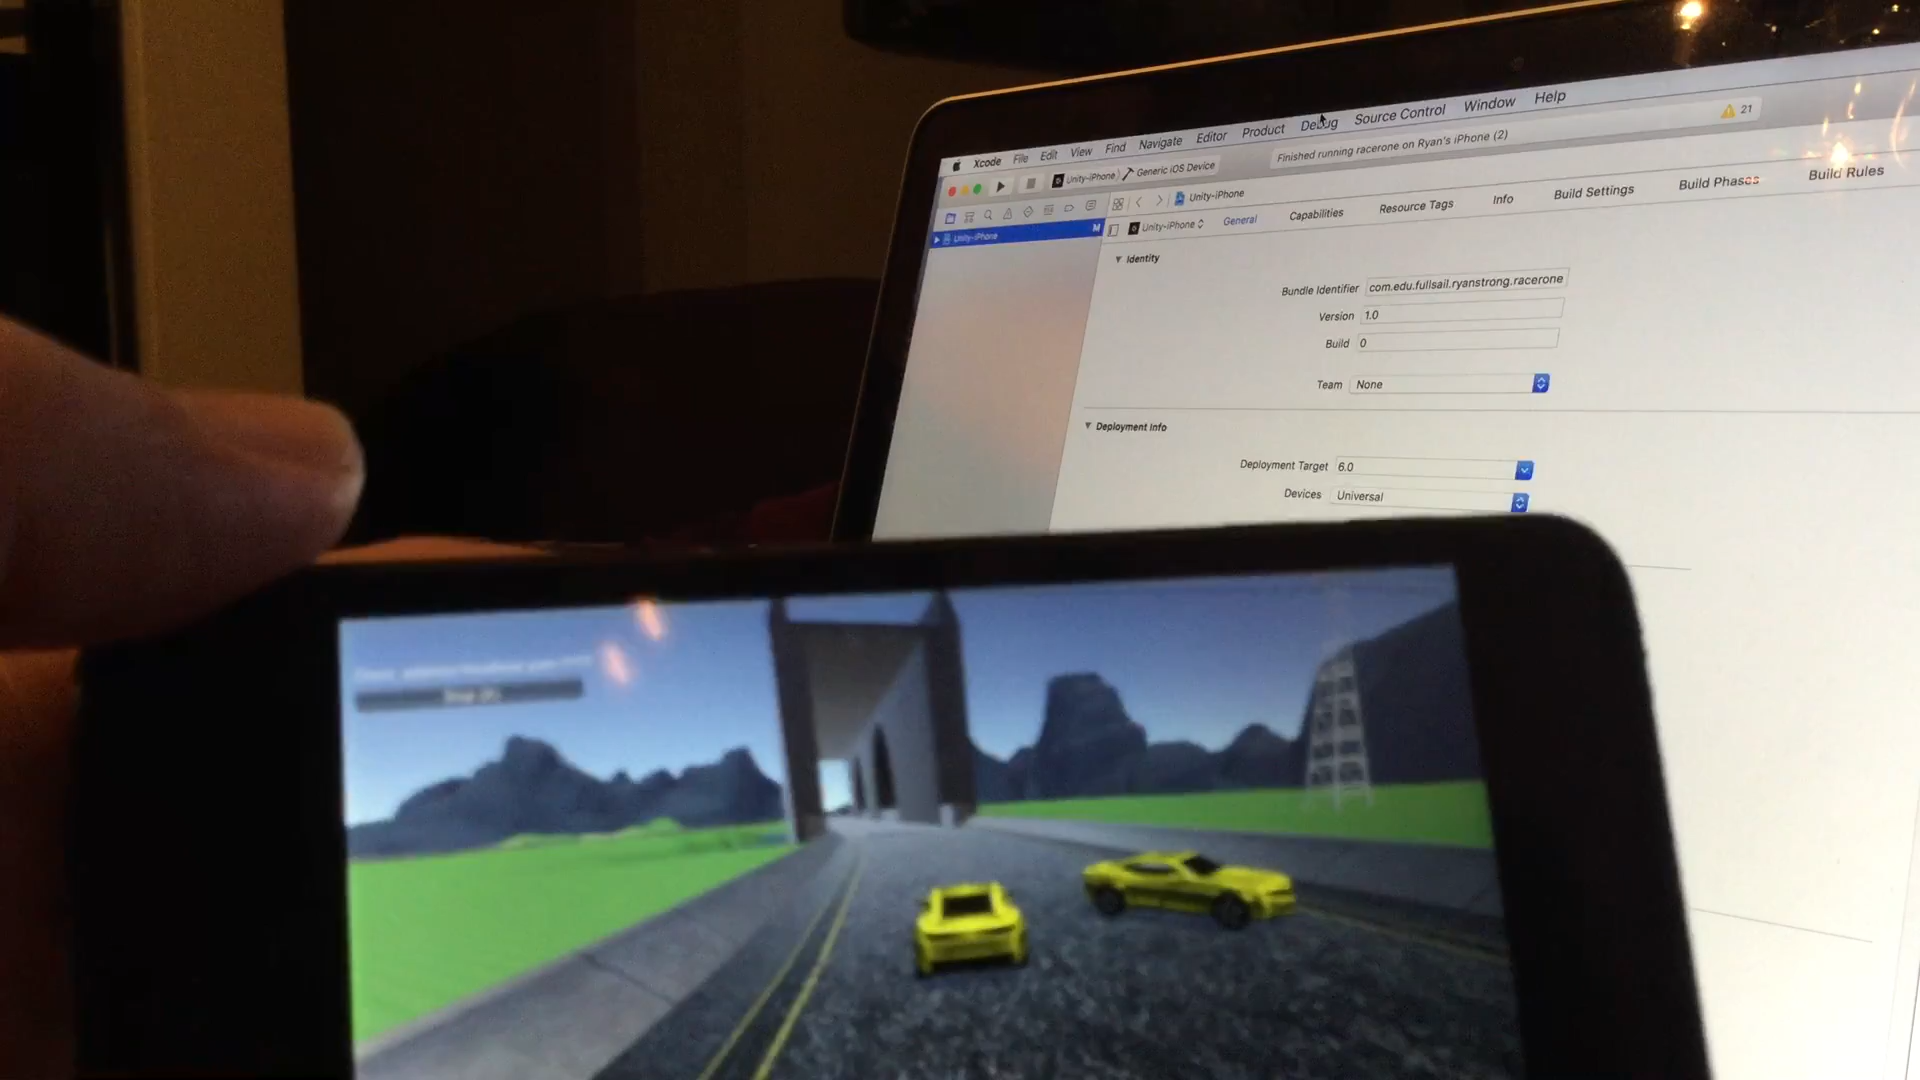 Xcode File Edit View Find Navigate Editor Product Debug Source Control Window Help
Unity-iPhone Generic iOS Device
Finished running racerone on Ryan's iPhone (2)
21
Unity-iPhone
Unity-iPhone M
Unity-iPhone General Capabilities Resource Tags Info Build Settings Build Phases Build Rules
Identity
Bundle Identifier com.edu.fullsail.ryanstrong.racerone
Version 1.0
Build 0
Team None
Deployment Info
Deployment Target 6.0
Devices Universal